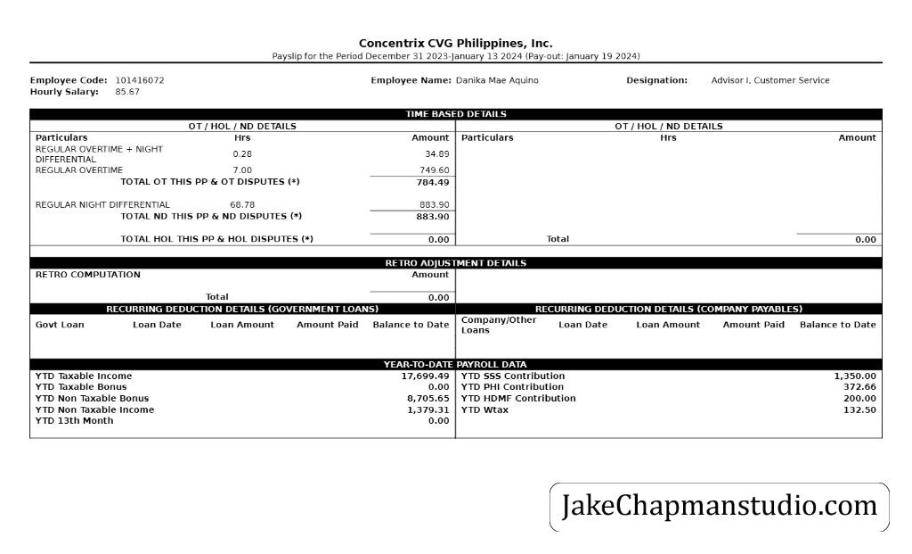 Concentrix CVG Philippines, Inc.
Payslip for the Period December 31 2023-January 13 2024 (Pay-out: January 19 2024)
Employee Code: 101416072 Employee Name: Danika Mae Aquino Designation: Advisor I, Customer Service
Hourly Salary: 85.67
TIME BASED DETAILS
OT / HOL / ND DETAILS OT / HOL / ND DETAILS
Particulars Hrs Amount Particulars Hrs Amount
REGULAR OVERTIME + NIGHT
DIFFERENTIAL 0.28 34.89
REGULAR OVERTIME 7.00 749.60
TOTAL OT THIS PP & OT DISPUTES (*) 784.49
REGULAR NIGHT DIFFERENTIAL 68.78 883.90
TOTAL ND THIS PP & ND DISPUTES (*) 883.90
TOTAL HOL THIS PP & HOL DISPUTES (*) 0.00 Total 0.00
RETRO ADJUSTMENT DETAILS
RETRO COMPUTATION Amount
Total 0.00
RECURRING DEDUCTION DETAILS (GOVERNMENT LOANS) RECURRING DEDUCTION DETAILS (COMPANY PAYABLES)
Govt Loan Loan Date Loan Amount Amount Paid Balance to Date Company/Other Loan Date Loan Amount Amount Paid Balance to Date
Loans
YEAR-TO-DATE PAYROLL DATA
YTD Taxable Income 17,699.49 YTD SSS Contribution 1,350.00
YTD Taxable Bonus 0.00 YTD PHI Contribution 372.66
YTD Non Taxable Bonus 8,705.65 YTD HDMF Contribution 200.00
YTD Non Taxable Income 1,379.31 YTD Wtax 132.50
YTD 13th Month 0.00
JakeChapmanstudio.com